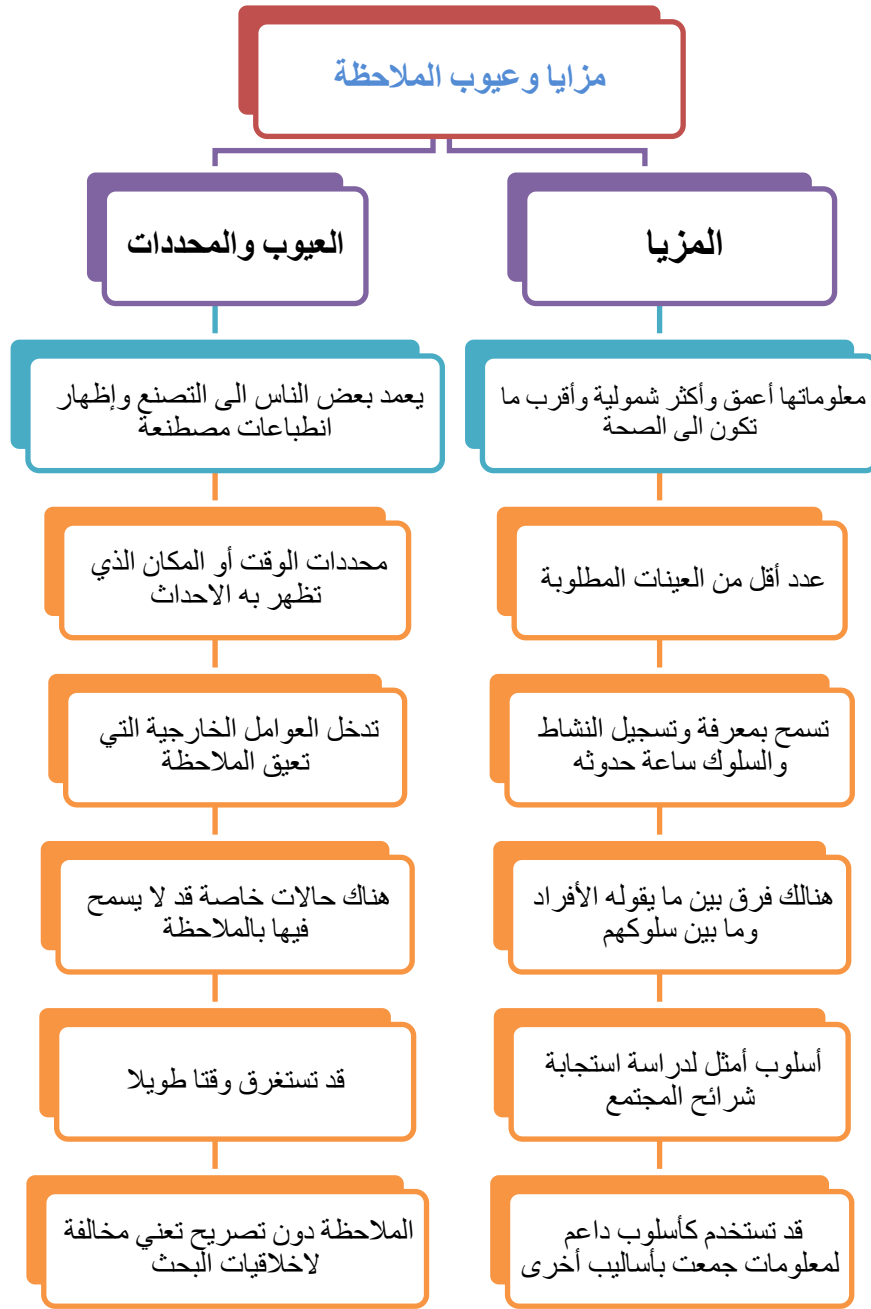 مزايا وعيوب الملاحظة
المزيا
معلوماتها أعمق وأكثر شمولية وأقرب ما
تكون الى الصحة
عدد أقل من العينات المطلوبة
تسمح بمعرفة وتسجيل النشاط
والسلوك ساعة حدوثه
هنالك فرق بين ما يقوله الأفراد
وما بين سلوكهم
أسلوب أمثل لدراسة استجابة
شرائح المجتمع
قد تستخدم كأسلوب داعم
لمعلومات جمعت بأساليب أخرى
العيوب والمحددات
يعمد بعض الناس الى التصنع وإظهار
انطباعات مصطنعة
محددات الوقت أو المكان الذي
تظهر به الاحداث
تدخل العوامل الخارجية التي
تعيق الملاحظة
هناك حالات خاصة قد لا يسمح
فيها بالملاحظة
قد تستغرق وقتا طويلا
الملاحظة دون تصريح تعني مخالفة
لاخلاقيات البحث